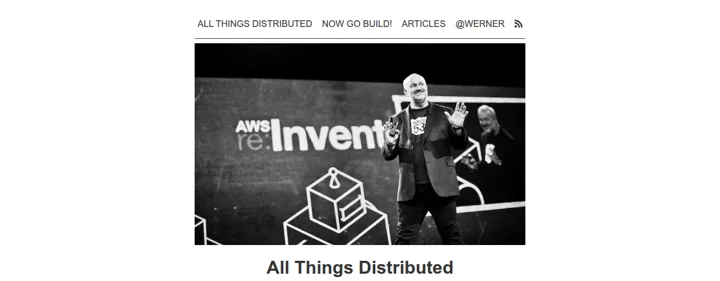 ALL THINGS DISTRIBUTED NOW GO BUILD! ARTICLES @WERNER
AWS
re:Invent
All Things Distributed